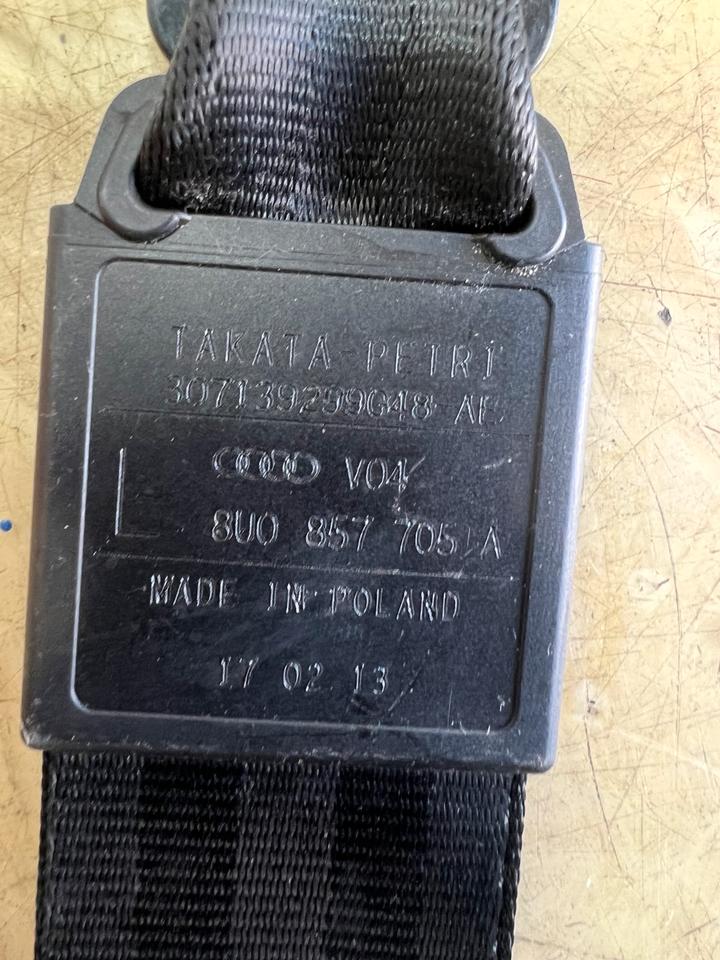 TAKATA-PETRI
307139299G48-AE
L
V04
8U0 857 705 A
MADE IN POLAND
17 02 13